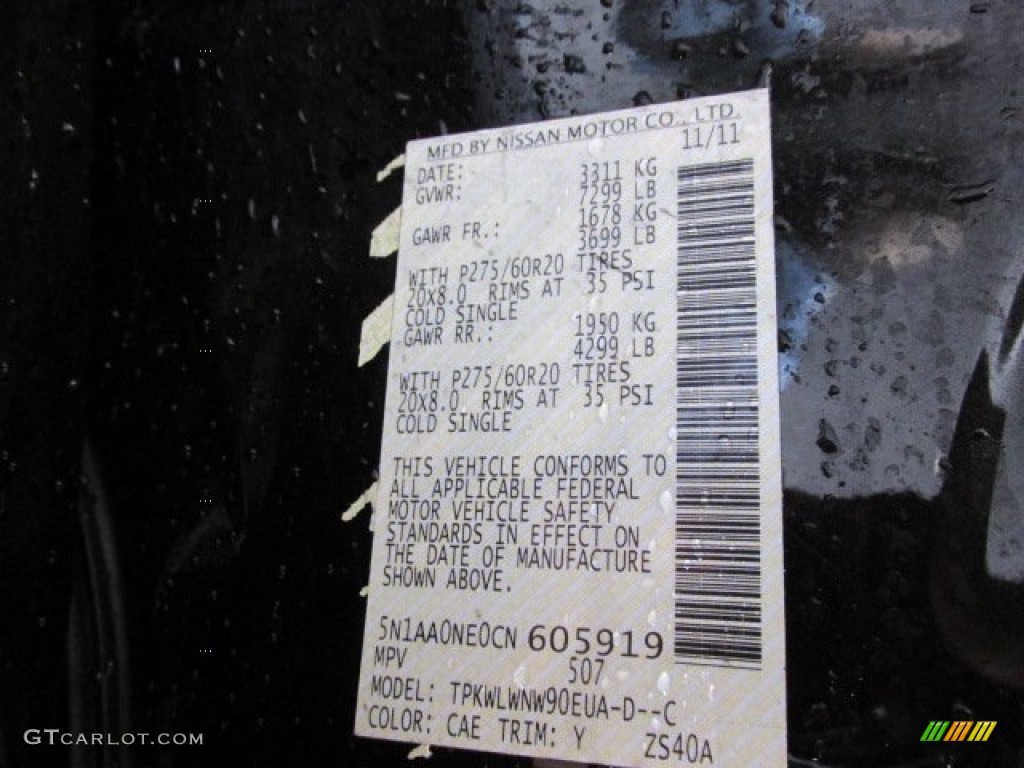 MFD BY NISSAN MOTOR CO., LTD.
DATE: 11/11
GVWR: 3311 KG
7299 LB
GAWR FR.: 1678 KG
3699 LB
WITH P275/60R20 TIRES
20X8.0 RIMS AT 35 PSI
COLD SINGLE
GAWR RR.: 1950 KG
4299 LB
WITH P275/60R20 TIRES
20X8.0 RIMS AT 35 PSI
COLD SINGLE
THIS VEHICLE CONFORMS TO
ALL APPLICABLE FEDERAL
MOTOR VEHICLE SAFETY
STANDARDS IN EFFECT ON
THE DATE OF MANUFACTURE
SHOWN ABOVE.
5N1AA0NE0CN 605919
MPV 507
MODEL: TPKWLWNW90EUA-D--C
COLOR: CAE TRIM: Y ZS40A
GTCARLOT.COM